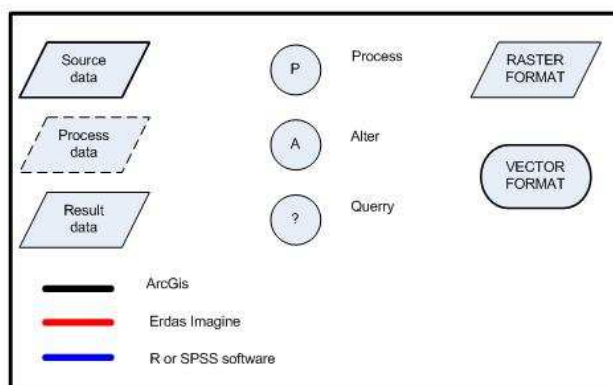 Source
data
P
Process
RASTER
FORMAT
Process
data
A
Alter
VECTOR
FORMAT
Result
data
?
Querry
ArcGis
Erdas Imagine
R or SPSS software